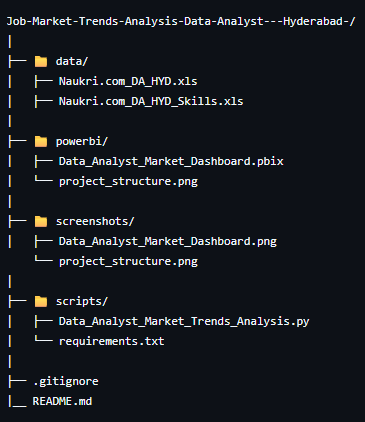 Job-Market-Trends-Analysis-Data-Analyst---Hyderabad-/
|
├── 📁 data/
|   ├── Naukri.com_DA_HYD.xls
|   ├── Naukri.com_DA_HYD_Skills.xls
|
├── 📁 powerbi/
|   ├── Data_Analyst_Market_Dashboard.pbix
|   └── project_structure.png
|
├── 📁 screenshots/
|   ├── Data_Analyst_Market_Dashboard.png
    └── project_structure.png
|
├── 📁 scripts/
|   ├── Data_Analyst_Market_Trends_Analysis.py
|   └── requirements.txt
|
├── .gitignore
|__ README.md